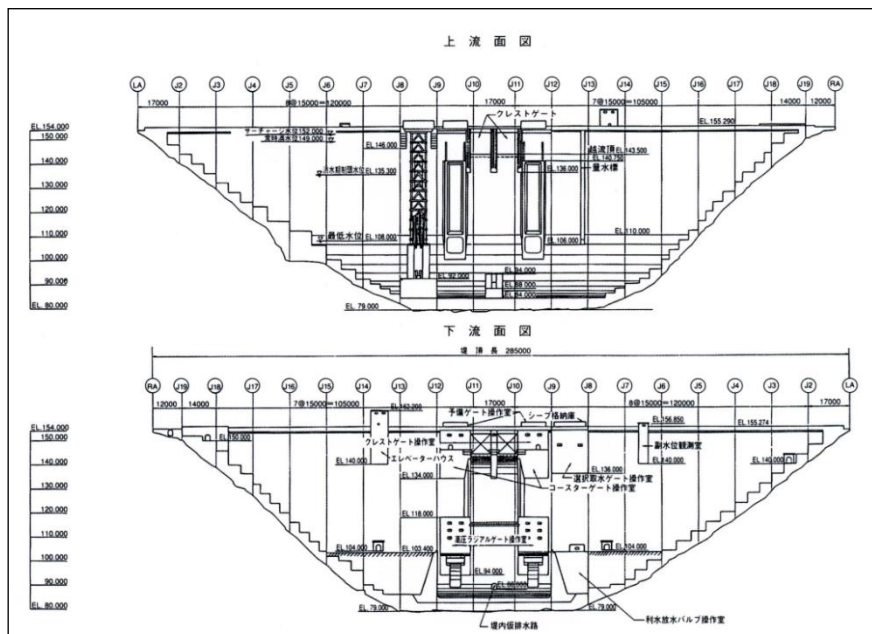 上流面図
LA J2 J3 J4 J5 J6 J7 J8 J9 J10 J11 J12 J13 J14 J15 J16 J17 J18 J19 RA
17000 8@15000=120000 17000 7@15000=105000 14000 12000
クレストゲート
EL.154.000
EL.155.290
サーチャージ水位152.000
150.000
常時満水位149.000
EL.146.000
越流頂 EL.143.500
140.000
EL.140.750
EL.135.300
EL.136.000
量水標
130.000
120.000
110.000
最低水位 EL.108.000
EL.106.000
EL.110.000
100.000
EL.94.000
EL.92.000
90.000
EL.88.000
EL.84.000
EL.80.000
EL.79.000
下流面図
堤頂長 285000
RA J19 J18 J17 J16 J15 J14 J13 J12 J11 J10 J9 J8 J7 J6 J5 J4 J3 J2 LA
12000 14000 7@15000=105000 17000 8@15000=120000 17000
EL.162.200
予備ゲート操作室
シーブ格納庫
EL.156.850
EL.155.274
EL.154.000
150.000
EL.150.000
クレストゲート操作室
副水位観測室
エレベーターハウス
140.000
EL.140.000
EL.140.000
EL.140.000
EL.134.000
EL.136.000
選択取水ゲート操作室
コースターゲート操作室
130.000
120.000
EL.118.000
110.000
高圧ラジアルゲート操作室
EL.104.000
EL.103.400
EL.104.000
100.000
EL.94.000
90.000
EL.80.000
EL.79.000
EL.79.000
堤内仮排水路
利水放水バルブ操作室